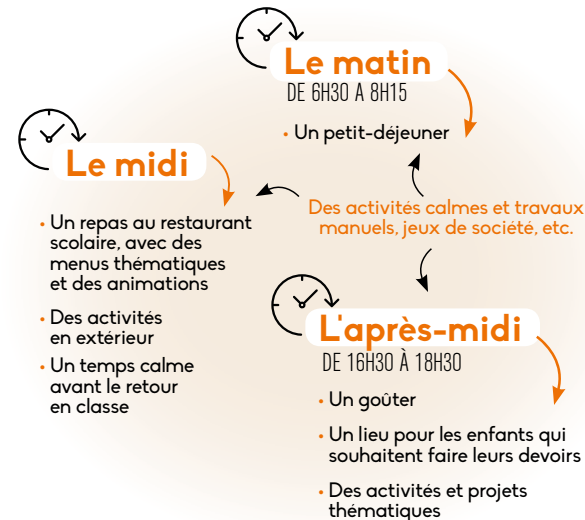 Le matin
DE 6H30 A 8H15
• Un petit-déjeuner
Le midi
• Un repas au restaurant
scolaire, avec des
menus thématiques
et des animations
• Des activités
en extérieur
• Un temps calme
avant le retour
en classe
Des activités calmes et travaux
manuels, jeux de société, etc.
L'après-midi
DE 16H30 À 18H30
• Un goûter
• Un lieu pour les enfants qui
souhaitent faire leurs devoirs
• Des activités et projets
thématiques